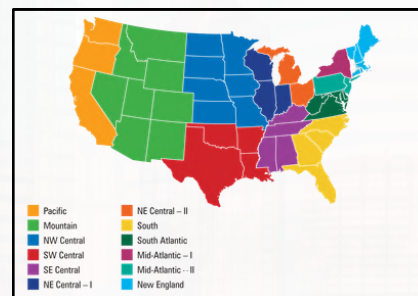 Pacific
Mountain
NW Central
SW Central
SE Central
NE Central – I
NE Central – II
South
South Atlantic
Mid-Atlantic – I
Mid-Atlantic - II
New England